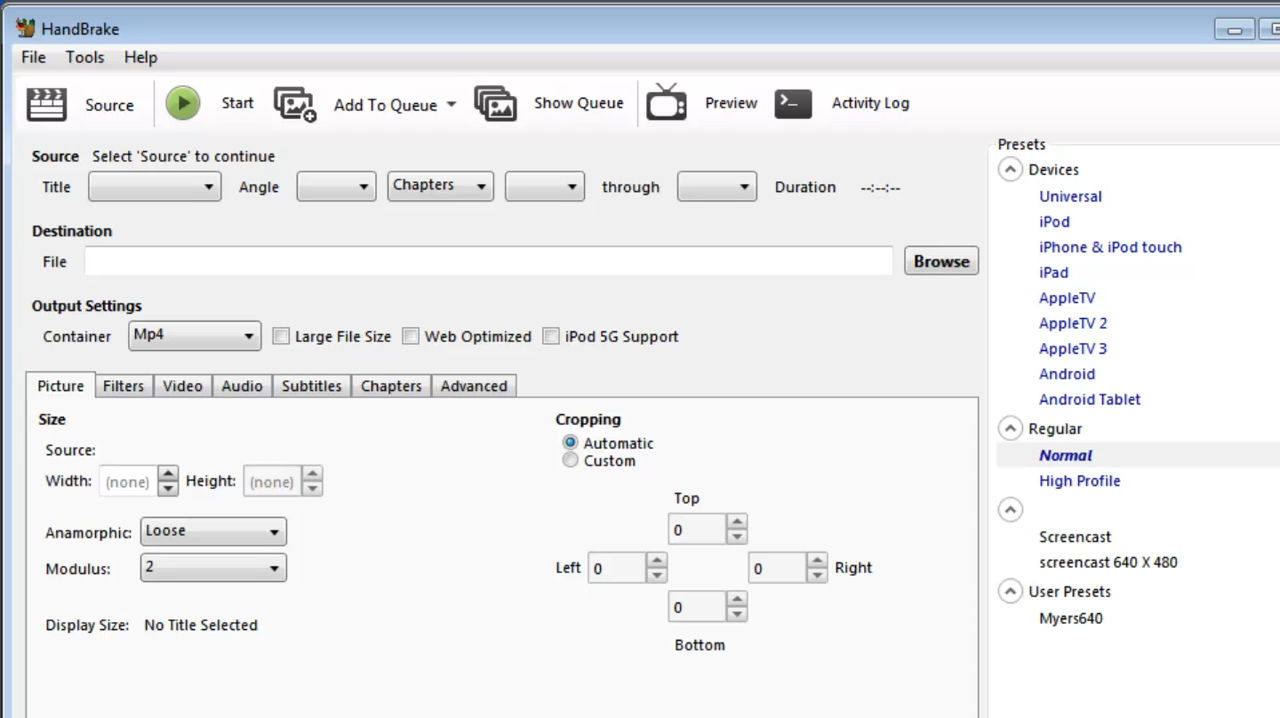 HandBrake
File Tools Help
Source Start Add To Queue Show Queue Preview Activity Log
Source Select 'Source' to continue
Title Angle Chapters through Duration --:--:--
Destination
File Browse
Output Settings
Container Mp4 Large File Size Web Optimized iPod 5G Support
Picture Filters Video Audio Subtitles Chapters Advanced
Size
Source:
Width: (none) Height: (none)
Anamorphic: Loose
Modulus: 2
Display Size: No Title Selected
Cropping
Automatic
Custom
Top
0
Left 0 0 Right
0
Bottom
Presets
Devices
Universal
iPod
iPhone & iPod touch
iPad
AppleTV
AppleTV 2
AppleTV 3
Android
Android Tablet
Regular
Normal
High Profile
Screencast
screencast 640 X 480
User Presets
Myers640